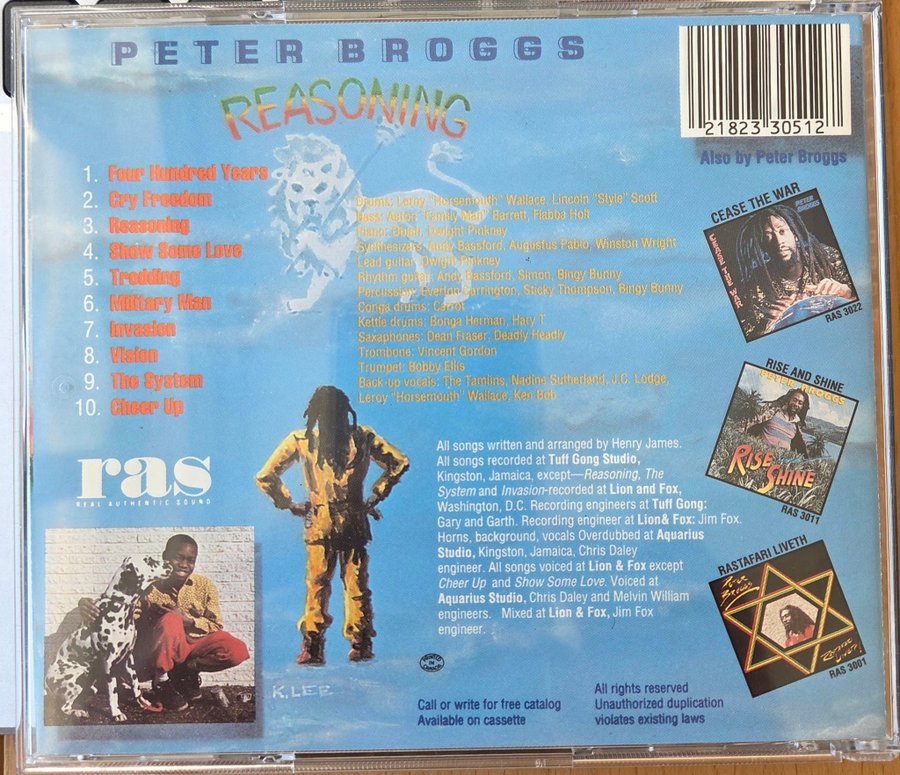 PETER BROGGS
REASONING
21823 30512
1. Four Hundred Years
2. Cry Freedom
3. Reasoning
4. Show Some Love
5. Trodding
6. Military Man
7. Invasion
8. Vision
9. The System
10. Cheer Up
Drums: Leroy "Horsemouth" Wallace, Lincoln "Style" Scott
Bass: Aston "Family Man" Barrett, Flabba Holt
Dwight Pinkney
Synthesizers: Andy Bassford, Augustus Pablo, Winston Wright
Lead guitar: Dwight Pinkney
Rhythm guitar: Andy Bassford, Simon, Bingy Bunny
Percussion: Everton Carrington, Sticky Thompson, Bingy Bunny
Conga drums: Carrot
Kettle drums: Bonga Herman, Harry T
Saxaphones: Dean Fraser, Deadly Headly
Trombone: Vincent Gordon
Trumpet: Bobby Ellis
Back-up vocals: The Tamlins, Nadine Sutherland, J.C. Lodge,
Leroy "Horsemouth" Wallace, Ken Bob
All songs written and arranged by Henry James.
All songs recorded at Tuff Gong Studio,
Kingston, Jamaica, except—Reasoning, The
System and Invasion-recorded at Lion and Fox,
Washington, D.C. Recording engineers at Tuff Gong:
Gary and Garth. Recording engineer at Lion& Fox: Jim Fox.
Horns, background, vocals Overdubbed at Aquarius
Studio, Kingston, Jamaica, Chris Daley
engineer. All songs voiced at Lion & Fox except
Cheer Up and Show Some Love. Voiced at
Aquarius Studio, Chris Daley and Melvin William
engineers. Mixed at Lion & Fox, Jim Fox
engineer.
ras
REAL AUTHENTIC SOUND
K. LEE
PRINTED
IN
CANADA
Call or write for free catalog
Available on cassette
All rights reserved
Unauthorized duplication
violates existing laws
Also by Peter Broggs
CEASE THE WAR
PETER
BROGGS
CEASE THE WAR
RAS 3022
RISE AND SHINE
PETER BROGGS
RISE
SHINE
RAS 3011
RASTAFARI LIVETH
PETER
BROGGS
RAS 3001